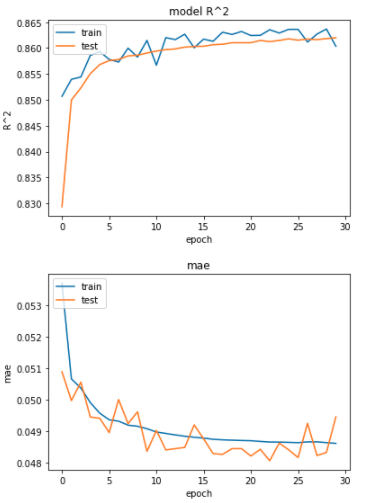 model R^2
0.865
0.860
0.855
0.850
0.845
0.840
0.835
0.830
R^2
train
test
0 5 10 15 20 25 30
epoch
mae
0.053
0.052
0.051
0.050
0.049
0.048
mae
train
test
0 5 10 15 20 25 30
epoch